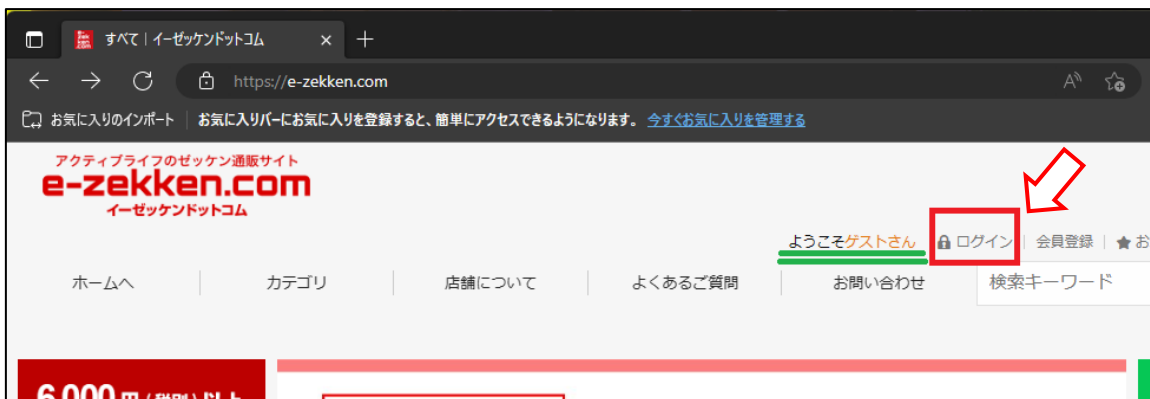 すべて | イーゼッケンドットコム
https://e-zekken.com
お気に入りのインポート お気に入りバーにお気に入りを登録すると、簡単にアクセスできるようになります。 今すぐお気に入りを管理する
アクティブライフのゼッケン通販サイト
e-zekken.com
イーゼッケンドットコム
ようこそゲストさん ログイン | 会員登録 | ★ お
ホームへ カテゴリ 店舗について よくあるご質問 お問い合わせ 検索キーワード
6,000円(税別)以上